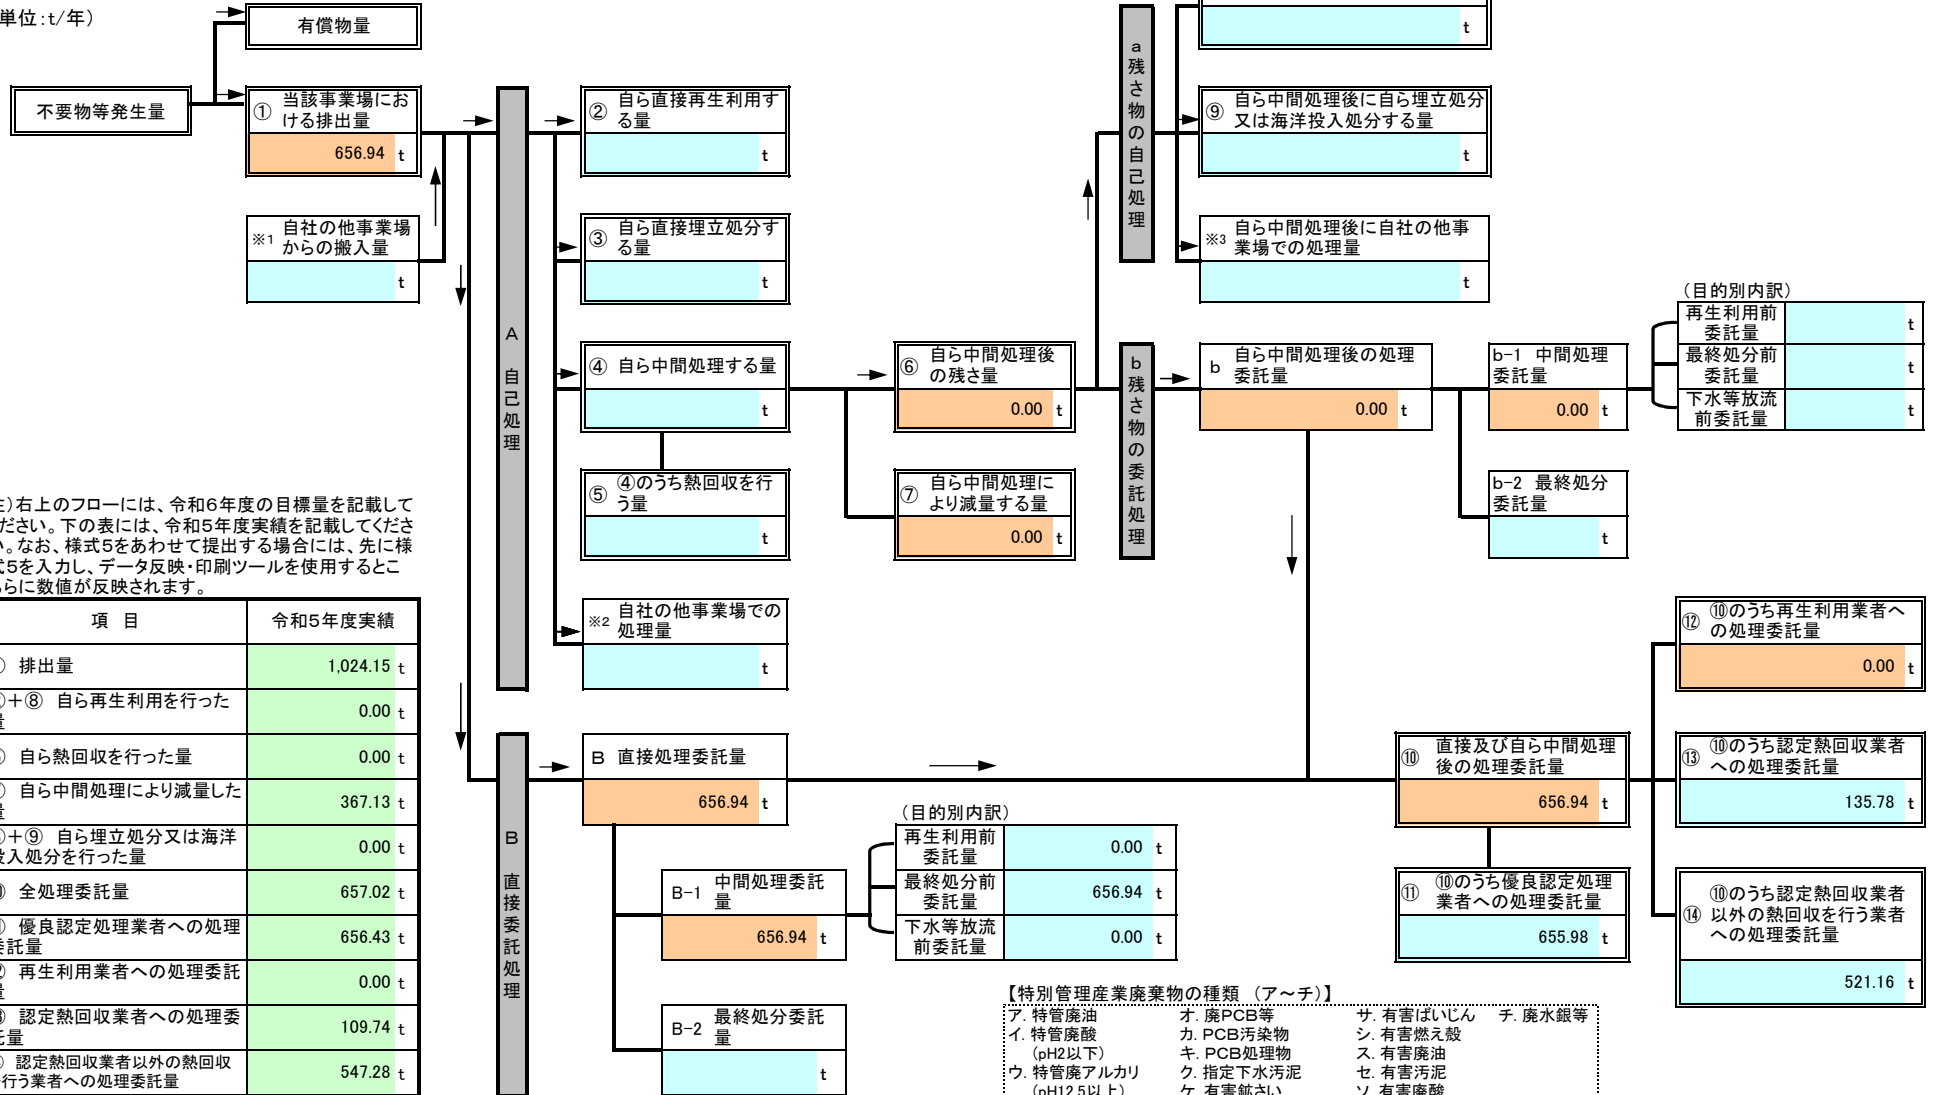 単位:t/年）
有償物量
不要物等発生量
① 当該事業場にお
ける排出量
656.94 t
※1 自社の他事業場
からの搬入量
t
A 自己処理
② 自ら直接再生利用す
る量
t
③ 自ら直接埋立処分す
る量
t
④ 自ら中間処理する量
t
⑤ ④のうち熱回収を行
う量
t
※2 自社の他事業場での
処理量
t
⑥ 自ら中間処理後
の残さ量
0.00 t
⑦ 自ら中間処理に
より減量する量
0.00 t
a 残さ物の自己処理
t
⑨ 自ら中間処理後に自ら埋立処分
又は海洋投入処分する量
t
※3 自ら中間処理後に自社の他事
業場での処理量
t
b 残さ物の委託処理
b 自ら中間処理後の処理
委託量
0.00 t
b-1 中間処理
委託量
0.00 t
b-2 最終処分
委託量
t
（目的別内訳）
再生利用前
委託量
t
最終処分前
委託量
t
下水等放流
前委託量
t
）右上のフローには、令和６年度の目標量を記載して
ださい。下の表には、令和５年度実績を記載してくださ
。なお、様式５をあわせて提出する場合には、先に様
５を入力し、データ反映・印刷ツールを使用するとこ
らに数値が反映されます。
項 目 令和５年度実績
排出量 1,024.15 t
＋⑧ 自ら再生利用を行った
量 0.00 t
自ら熱回収を行った量 0.00 t
自ら中間処理により減量した
量 367.13 t
＋⑨ 自ら埋立処分又は海洋
投入処分を行った量 0.00 t
全処理委託量 657.02 t
優良認定処理業者への処理
委託量 656.43 t
再生利用業者への処理委託
量 0.00 t
認定熱回収業者への処理委
託量 109.74 t
認定熱回収業者以外の熱回収
行う業者への処理委託量 547.28 t
B 直接委託処理
B 直接処理委託量
656.94 t
B-1 中間処理委託
量
656.94 t
B-2 最終処分委託
量
t
（目的別内訳）
再生利用前
委託量 0.00 t
最終処分前
委託量 656.94 t
下水等放流
前委託量 0.00 t
⑩ 直接及び自ら中間処理
後の処理委託量
656.94 t
⑪ ⑩のうち優良認定処理
業者への処理委託量
655.98 t
⑫ ⑩のうち再生利用業者へ
の処理委託量
0.00 t
⑬ ⑩のうち認定熱回収業者
への処理委託量
135.78 t
⑭ ⑩のうち認定熱回収業者
以外の熱回収を行う業者
への処理委託量
521.16 t
【特別管理産業廃棄物の種類 （ア～チ）】
ア. 特管廃油 オ. 廃PCB等 サ. 有害ばいじん チ. 廃水銀等
イ. 特管廃酸 カ. PCB汚染物 シ. 有害燃え殻
（pH2以下） キ. PCB処理物 ス. 有害廃油
ウ. 特管廃アルカリ ク. 指定下水汚泥 セ. 有害汚泥
（pH12.5以上） ケ. 有害鉱さい ソ. 有害廃酸